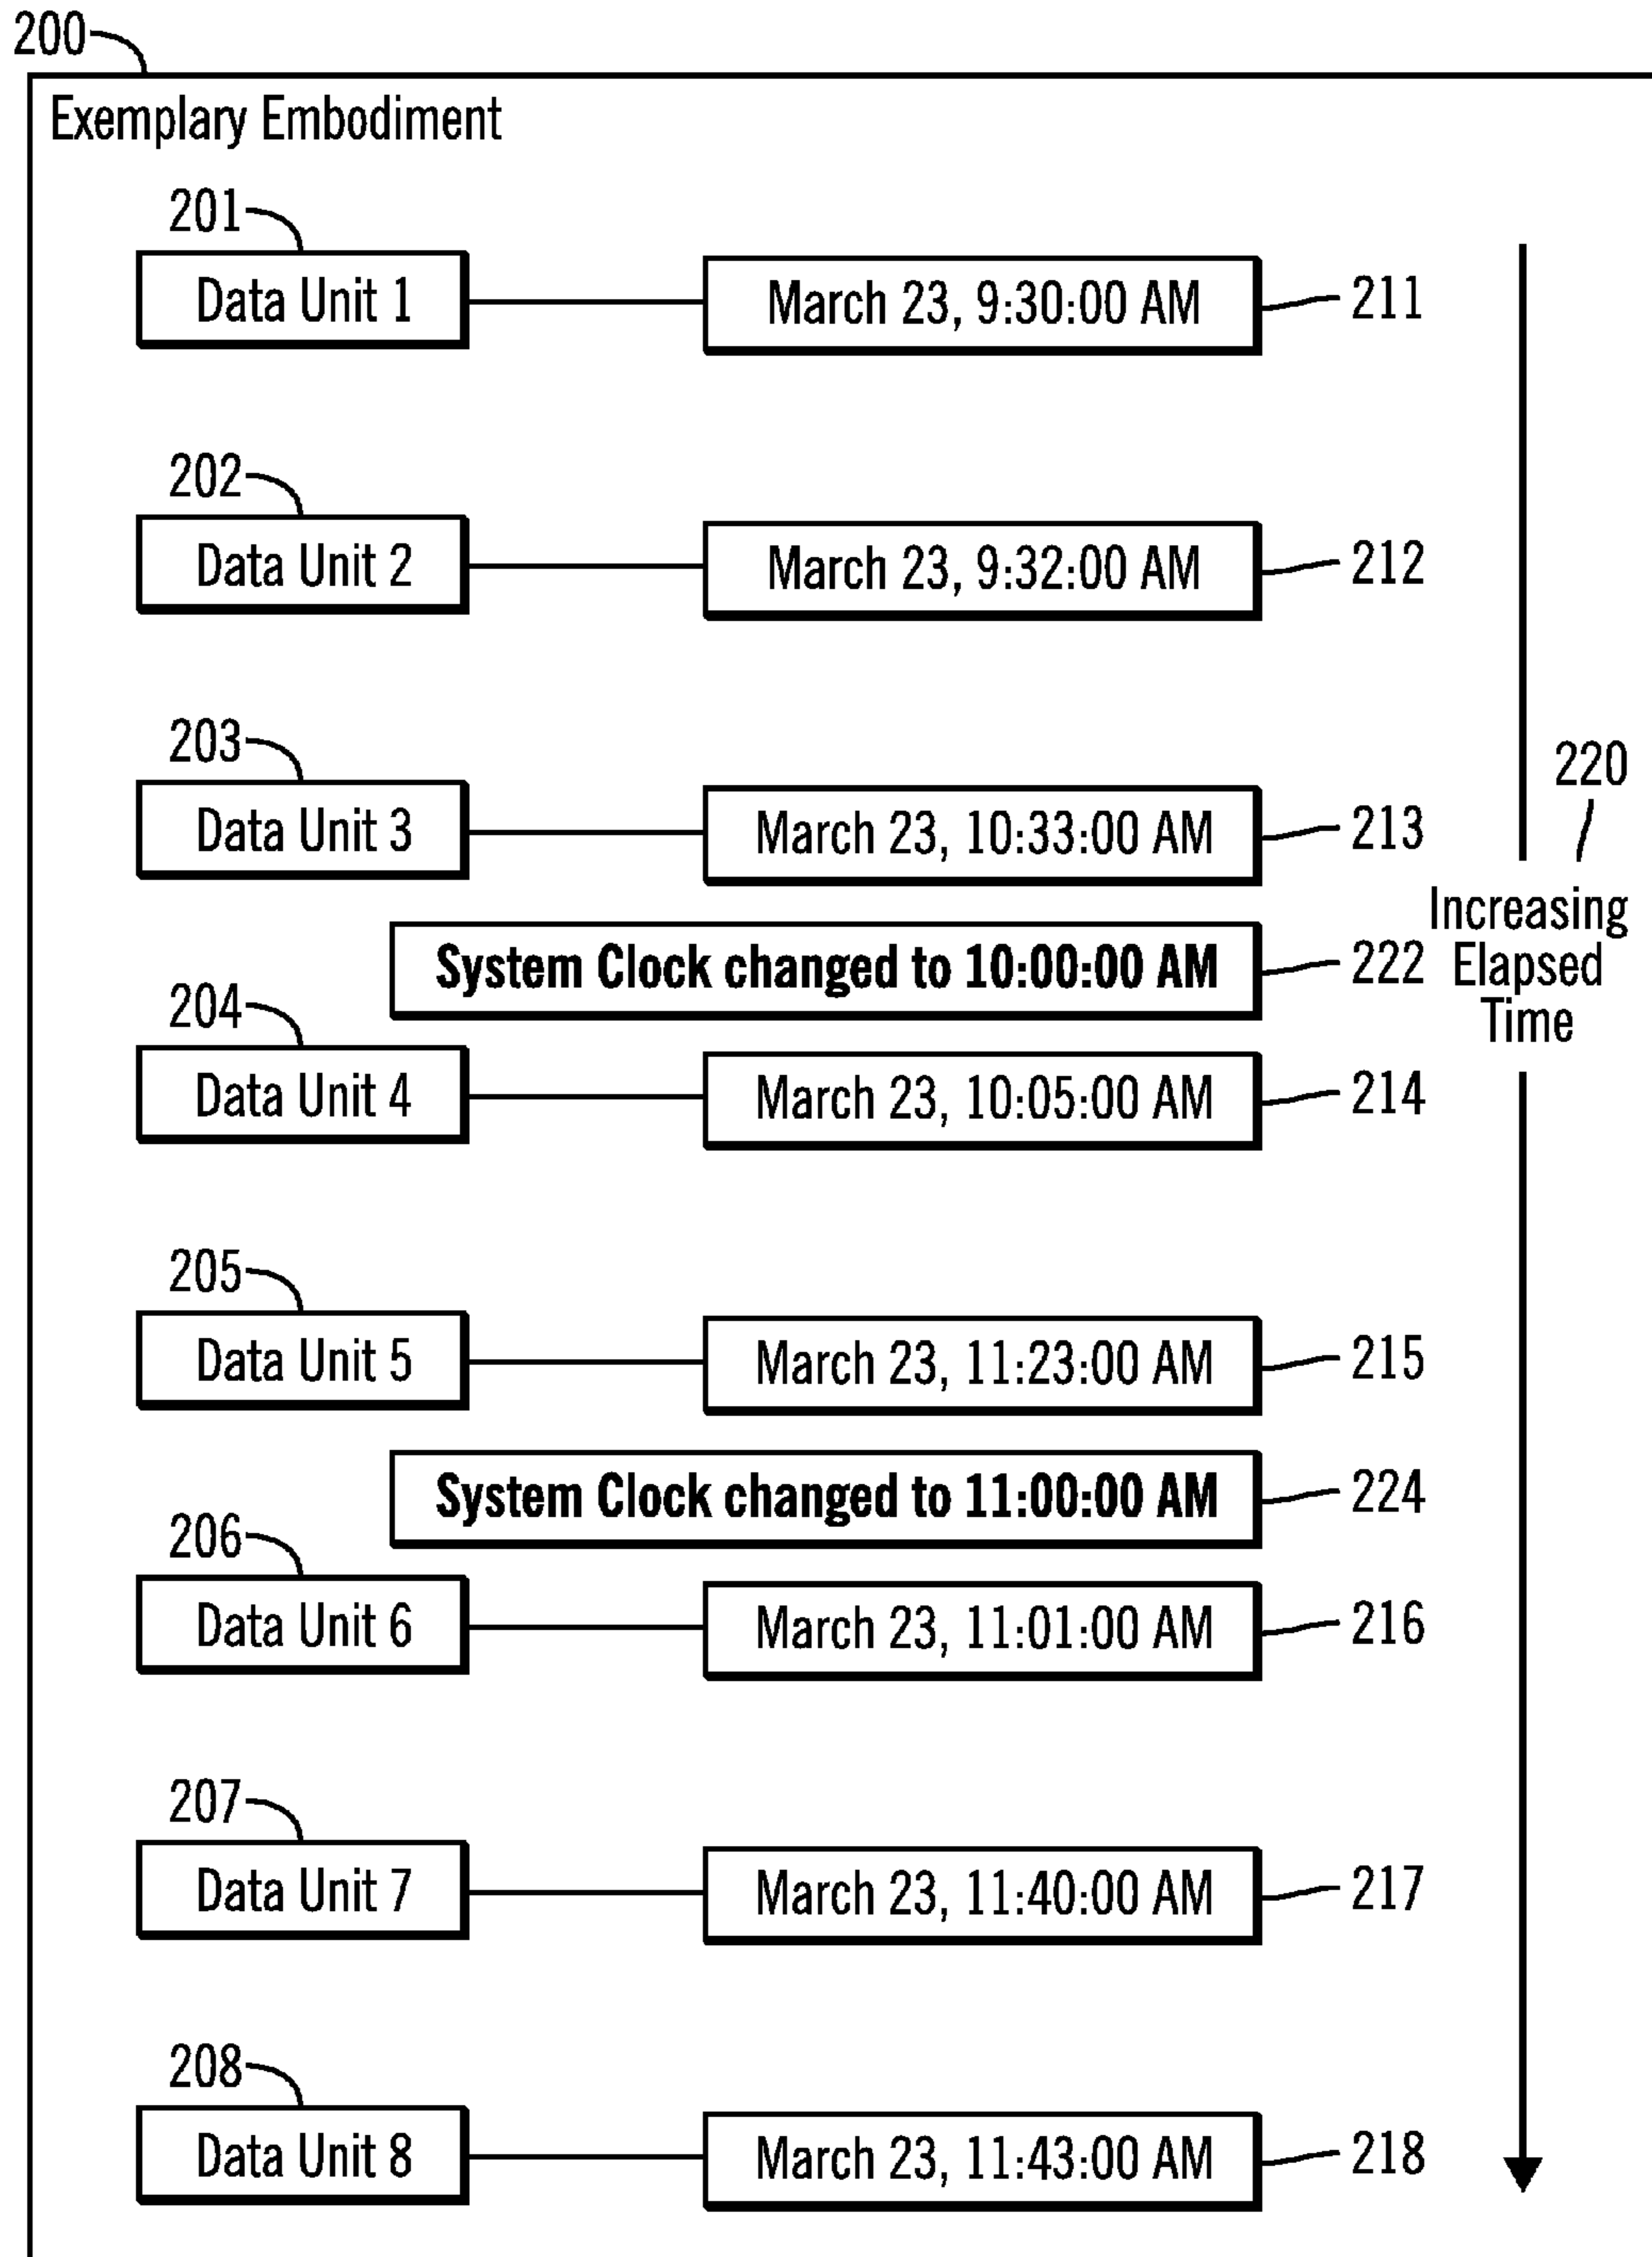 200
Exemplary Embodiment
201
Data Unit 1
March 23, 9:30:00 AM
211
202
Data Unit 2
March 23, 9:32:00 AM
212
203
Data Unit 3
March 23, 10:33:00 AM
213
220
Increasing
Elapsed
Time
System Clock changed to 10:00:00 AM
222
204
Data Unit 4
March 23, 10:05:00 AM
214
205
Data Unit 5
March 23, 11:23:00 AM
215
System Clock changed to 11:00:00 AM
224
206
Data Unit 6
March 23, 11:01:00 AM
216
207
Data Unit 7
March 23, 11:40:00 AM
217
208
Data Unit 8
March 23, 11:43:00 AM
218